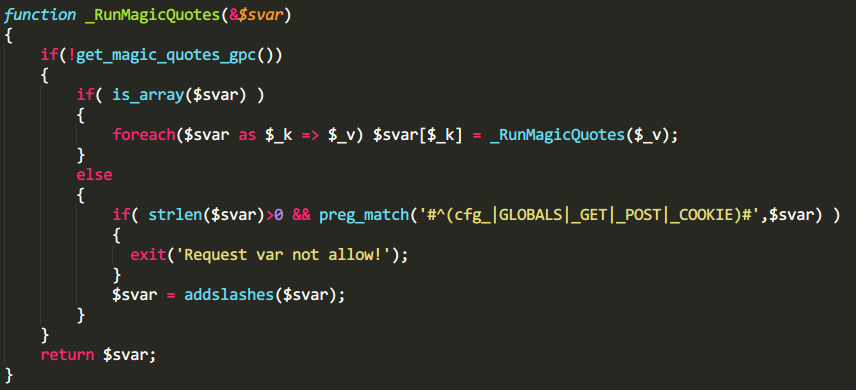 function _RunMagicQuotes(&$svar)
{
    if(!get_magic_quotes_gpc())
    {
        if( is_array($svar) )
        {
            foreach($svar as $_k => $_v) $svar[$_k] = _RunMagicQuotes($_v);
        }
        else
        {
            if( strlen($svar)>0 && preg_match('#^(cfg_|GLOBALS|_GET|_POST|_COOKIE)#',$svar) )
            {
              exit('Request var not allow!');
            }
            $svar = addslashes($svar);
        }
    }
    return $svar;
}